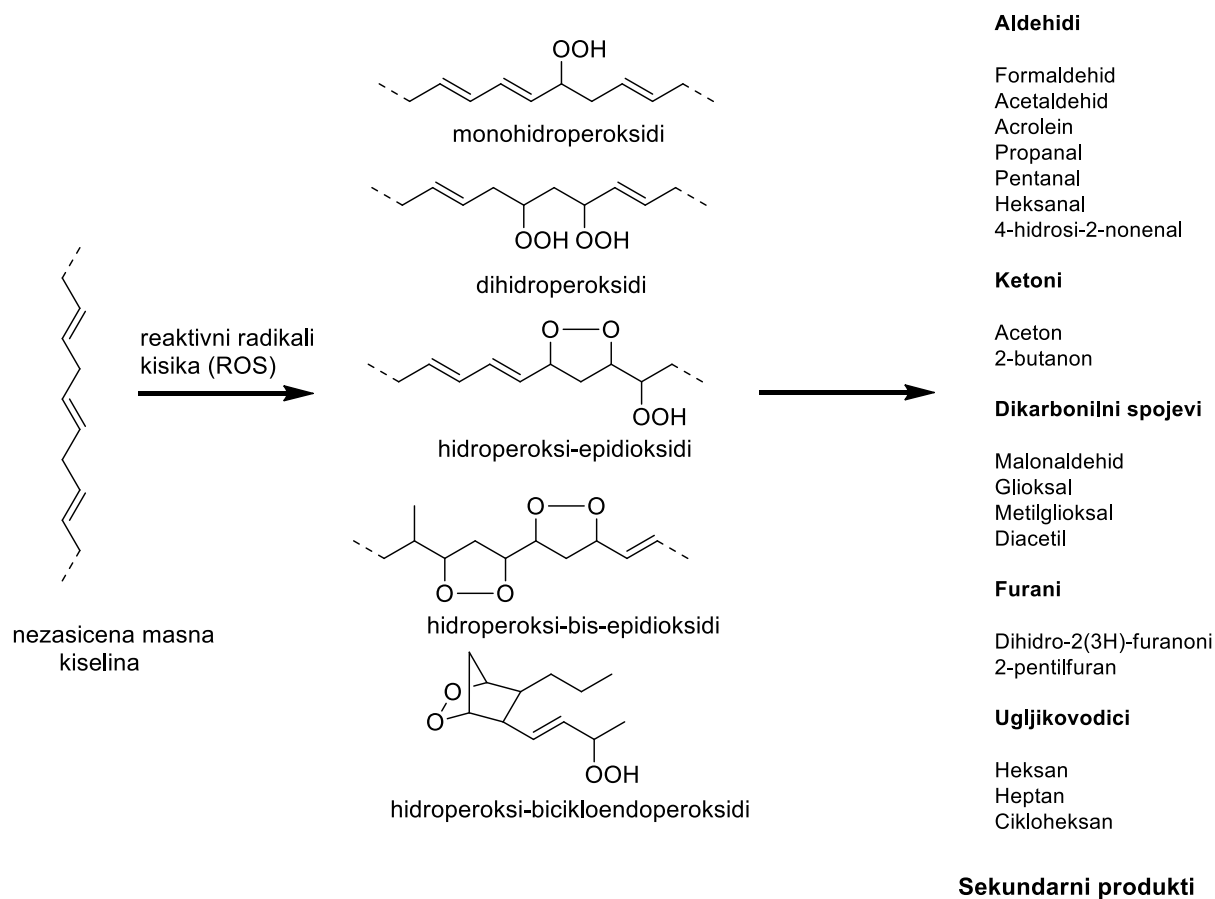 nezasicena masna
kiselina
reaktivni radikali
kisika (ROS)
OOH
monohidroperoksidi
OOH OOH
dihidroperoksidi
O O
OOH
hidroperoksi-epidioksidi
O O
O O
hidroperoksi-bis-epidioksidi
O
O
OOH
hidroperoksi-bicikloendoperoksidi
Aldehidi
Formaldehid
Acetaldehid
Acrolein
Propanal
Pentanal
Heksanal
4-hidrosi-2-nonenal
Ketoni
Aceton
2-butanon
Dikarbonilni spojevi
Malonaldehid
Glioksal
Metilglioksal
Diacetil
Furani
Dihidro-2(3H)-furanoni
2-pentilfuran
Ugljikovodici
Heksan
Heptan
Cikloheksan
Sekundarni produkti